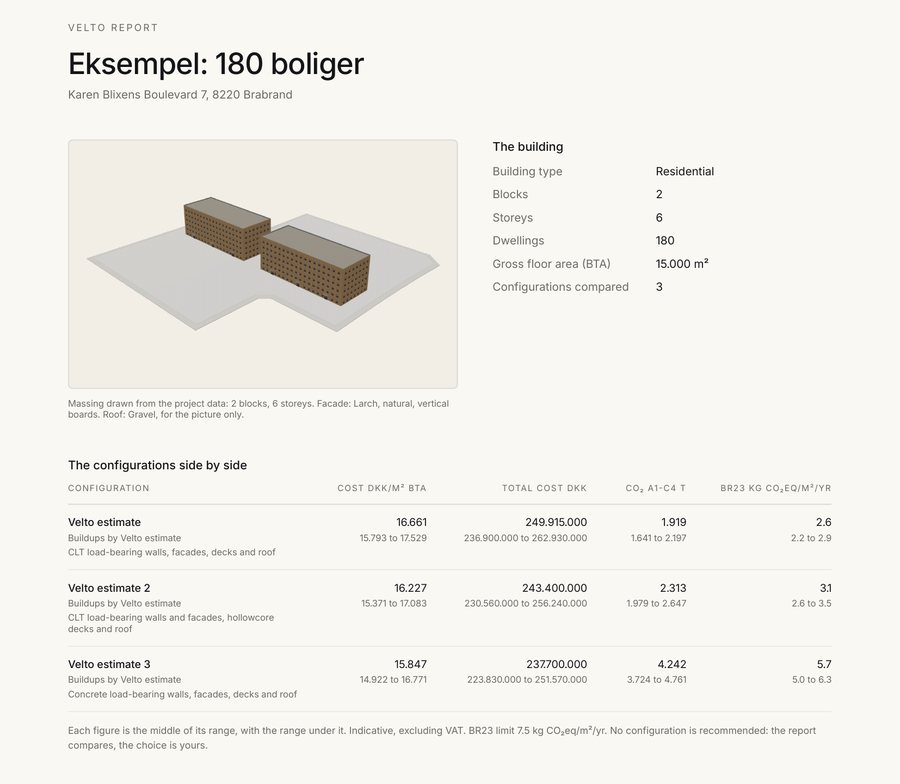 VELTO REPORT
Eksempel: 180 boliger
Karen Blixens Boulevard 7, 8220 Brabrand
The building
Building type Residential
Blocks 2
Storeys 6
Dwellings 180
Gross floor area (BTA) 15.000 m²
Configurations compared 3
Massing drawn from the project data: 2 blocks, 6 storeys. Facade: Larch, natural, vertical
boards. Roof: Gravel, for the picture only.
The configurations side by side
CONFIGURATION COST DKK/M² BTA TOTAL COST DKK CO₂ A1-C4 T BR23 KG CO₂EQ/M²/YR
Velto estimate 16.661 249.915.000 1.919 2.6
Buildups by Velto estimate 15.793 to 17.529 236.900.000 to 262.930.000 1.641 to 2.197 2.2 to 2.9
CLT load-bearing walls, facades, decks and roof
Velto estimate 2 16.227 243.400.000 2.313 3.1
Buildups by Velto estimate 15.371 to 17.083 230.560.000 to 256.240.000 1.979 to 2.647 2.6 to 3.5
CLT load-bearing walls and facades, hollowcore
decks and roof
Velto estimate 3 15.847 237.700.000 4.242 5.7
Buildups by Velto estimate 14.922 to 16.771 223.830.000 to 251.570.000 3.724 to 4.761 5.0 to 6.3
Concrete load-bearing walls, facades, decks and roof
Each figure is the middle of its range, with the range under it. Indicative, excluding VAT. BR23 limit 7.5 kg CO₂eq/m²/yr. No configuration is recommended: the report
compares, the choice is yours.